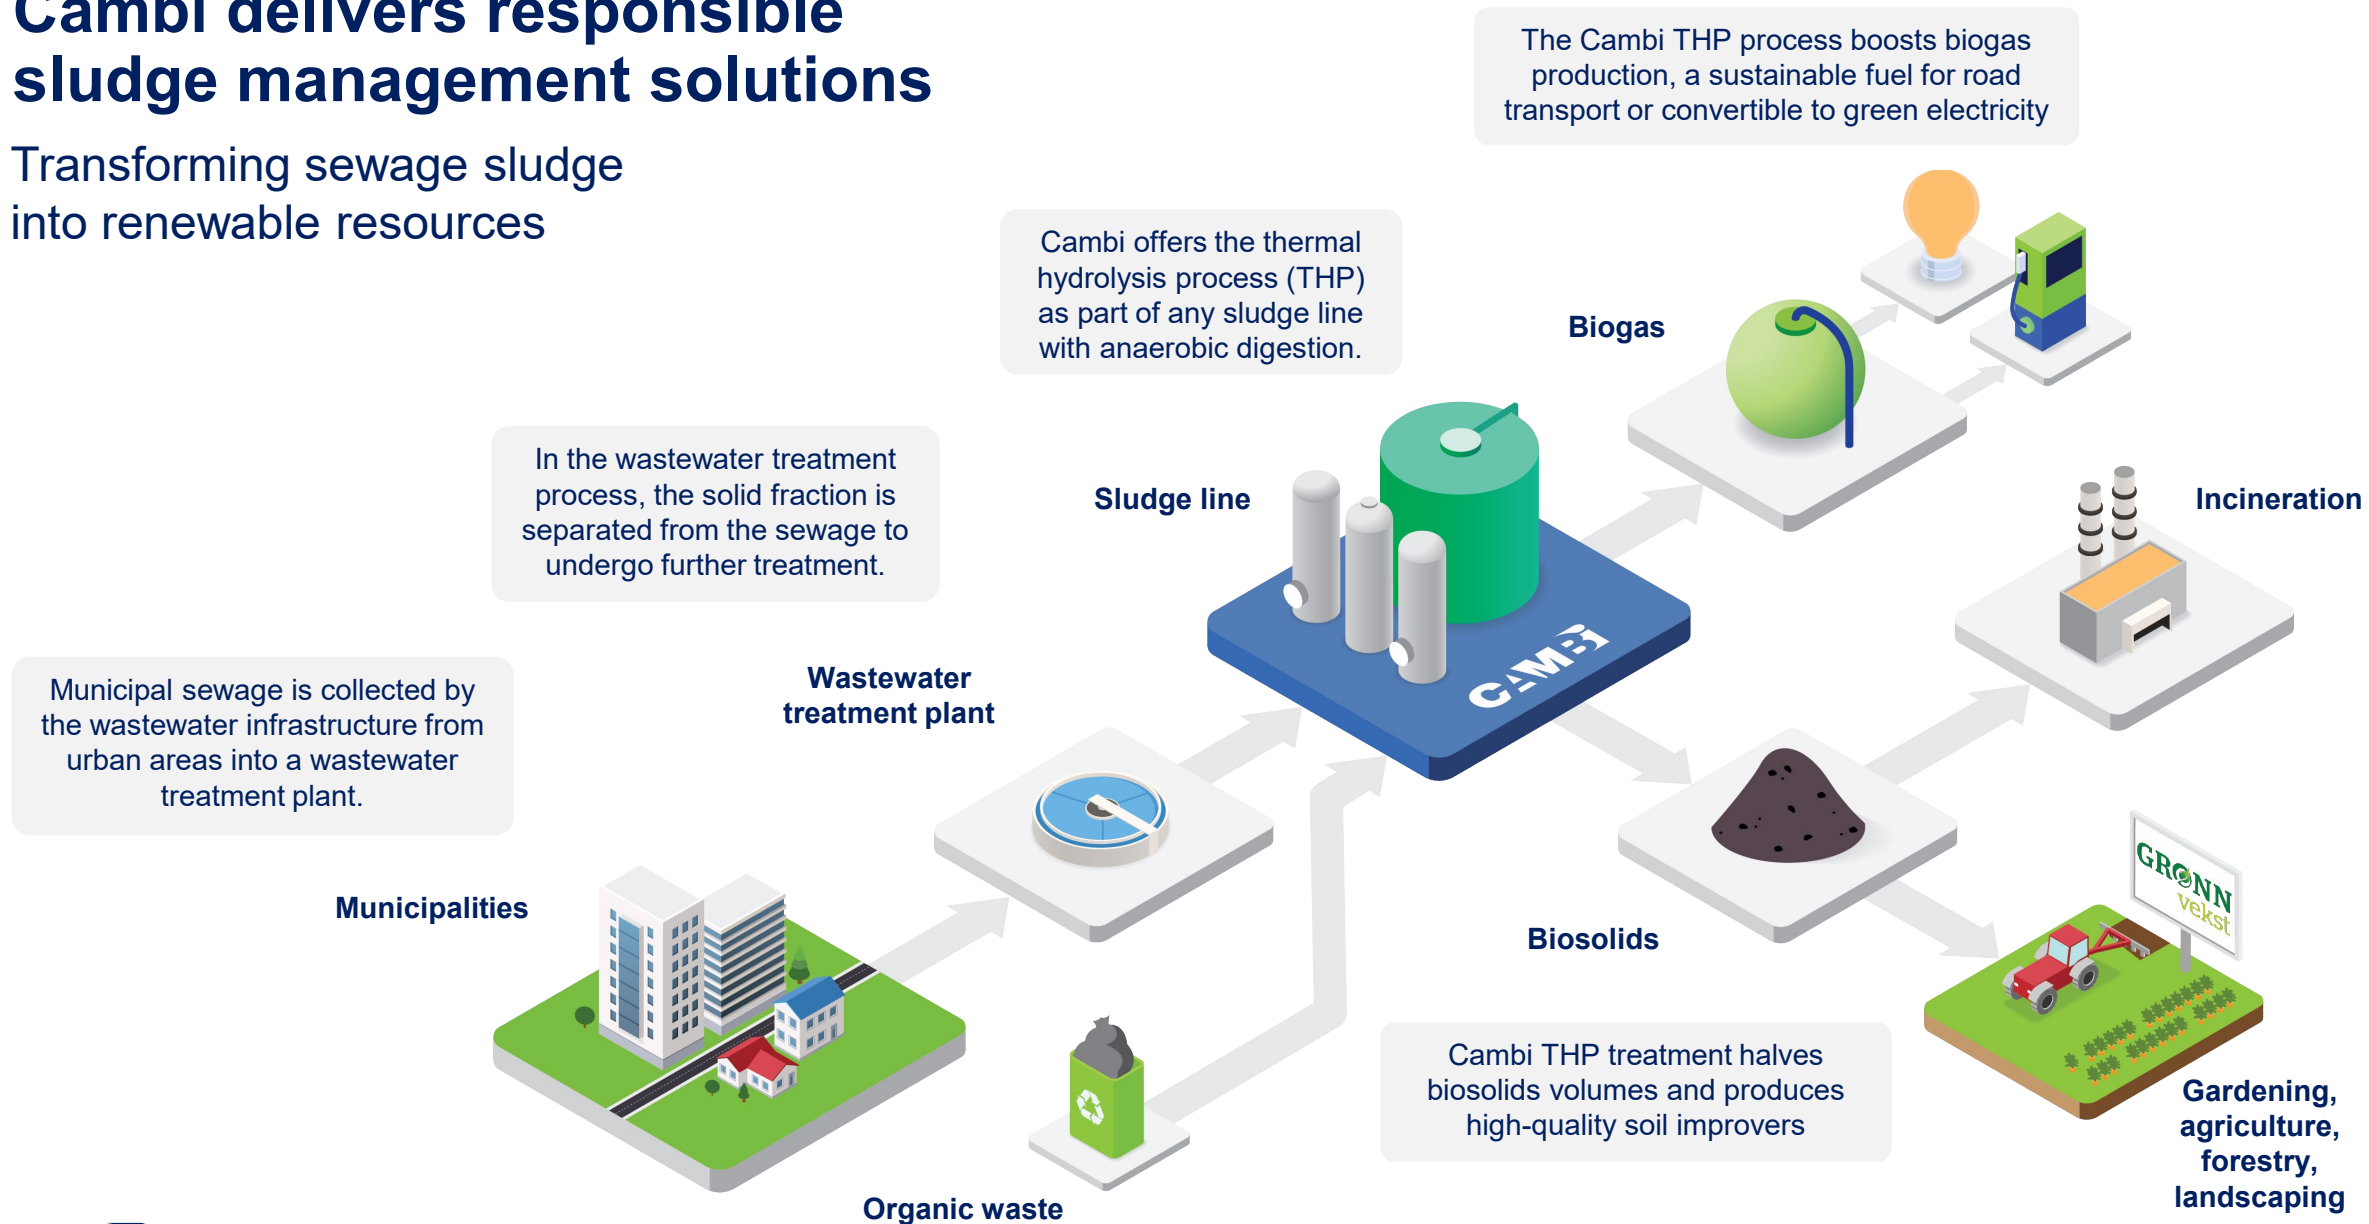 Cambi delivers responsible
sludge management solutions
Transforming sewage sludge
into renewable resources
The Cambi THP process boosts biogas
production, a sustainable fuel for road
transport or convertible to green electricity
Cambi offers the thermal
hydrolysis process (THP)
as part of any sludge line
with anaerobic digestion.
Biogas
In the wastewater treatment
process, the solid fraction is
separated from the sewage to
undergo further treatment.
Sludge line
Incineration
CAMBI
Municipal sewage is collected by
the wastewater infrastructure from
urban areas into a wastewater
treatment plant.
Wastewater
treatment plant
Municipalities
GRØNN
vekst
Biosolids
Cambi THP treatment halves
biosolids volumes and produces
high-quality soil improvers
Gardening,
agriculture,
forestry,
landscaping
Organic waste